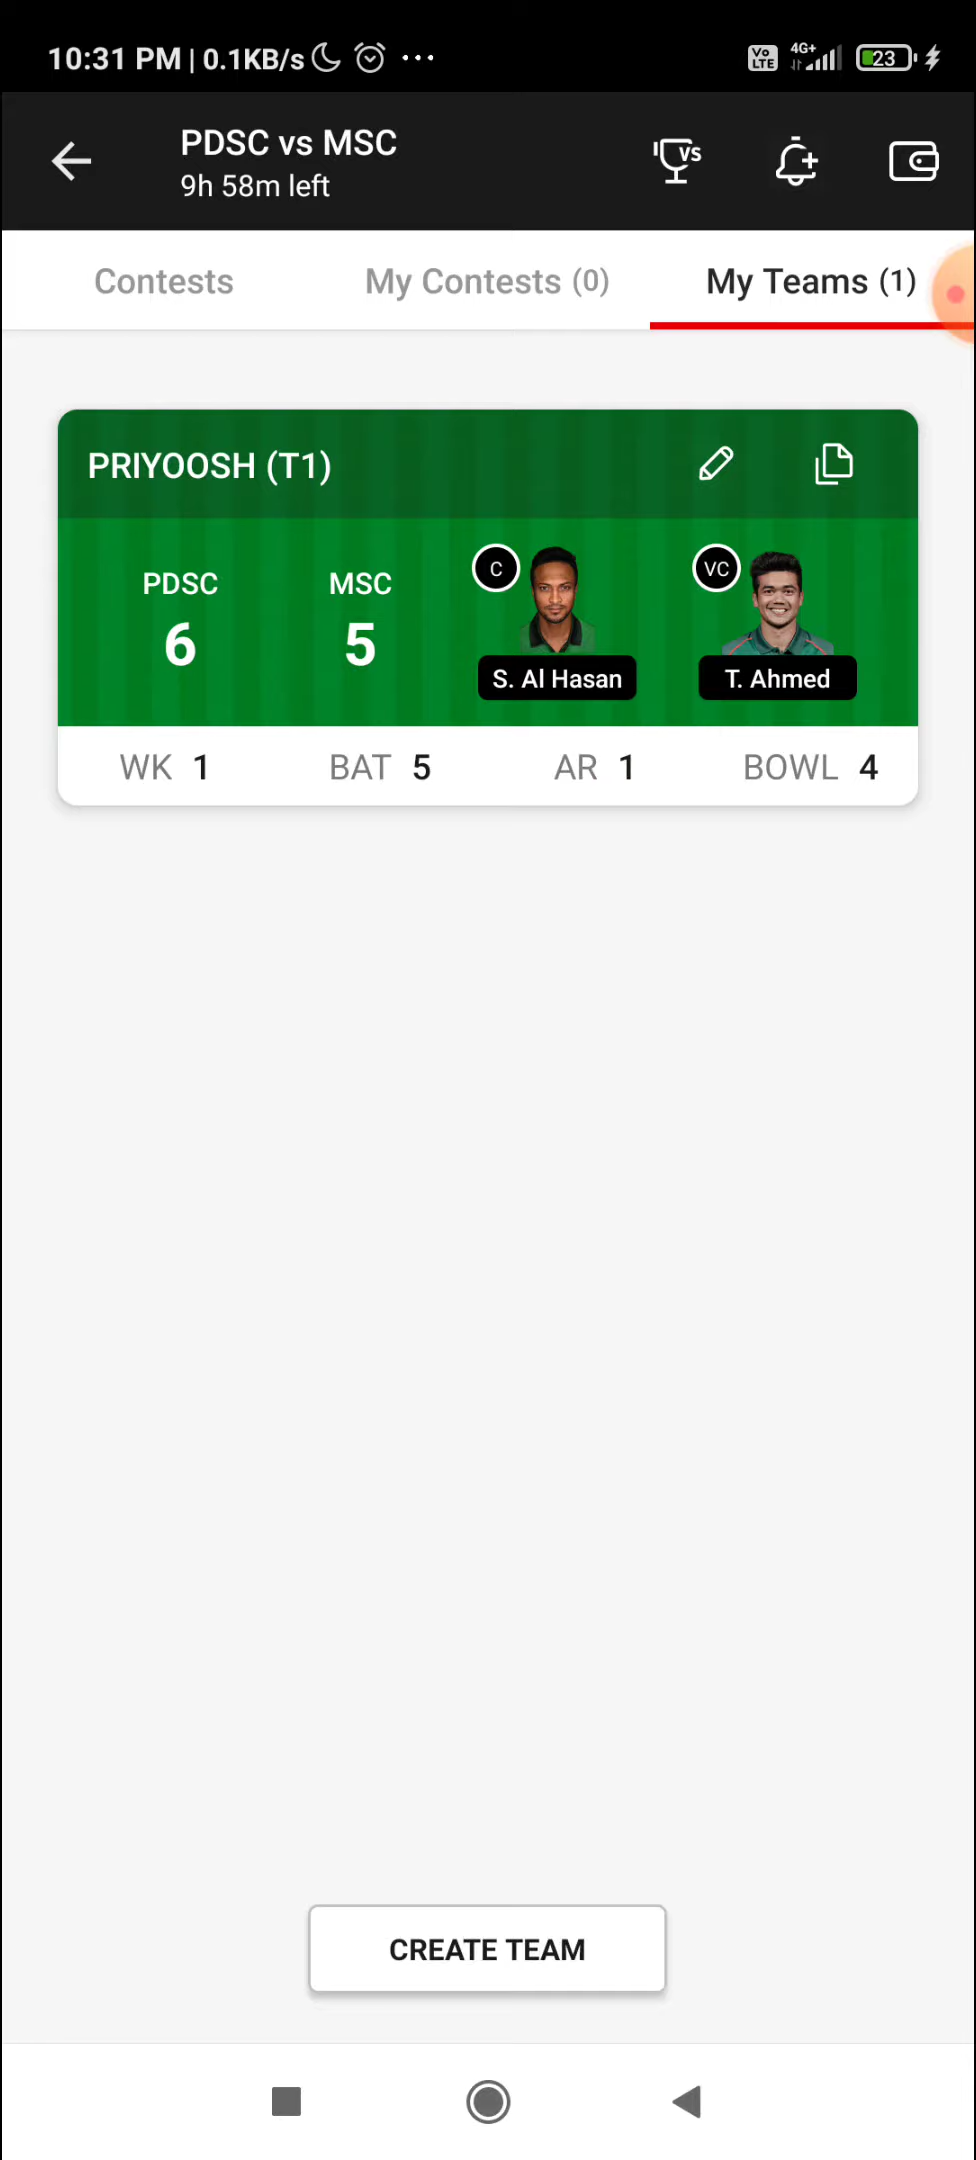 10:31 PM | 0.1KB/s ... Vo LTE 4G+ 23
PDSC vs MSC VS
9h 58m left
Contests My Contests (0) My Teams (1)
PRIYOOSH (T1)
C VC
PDSC MSC
6 5
S. Al Hasan T. Ahmed
WK 1 BAT 5 AR 1 BOWL 4
CREATE TEAM